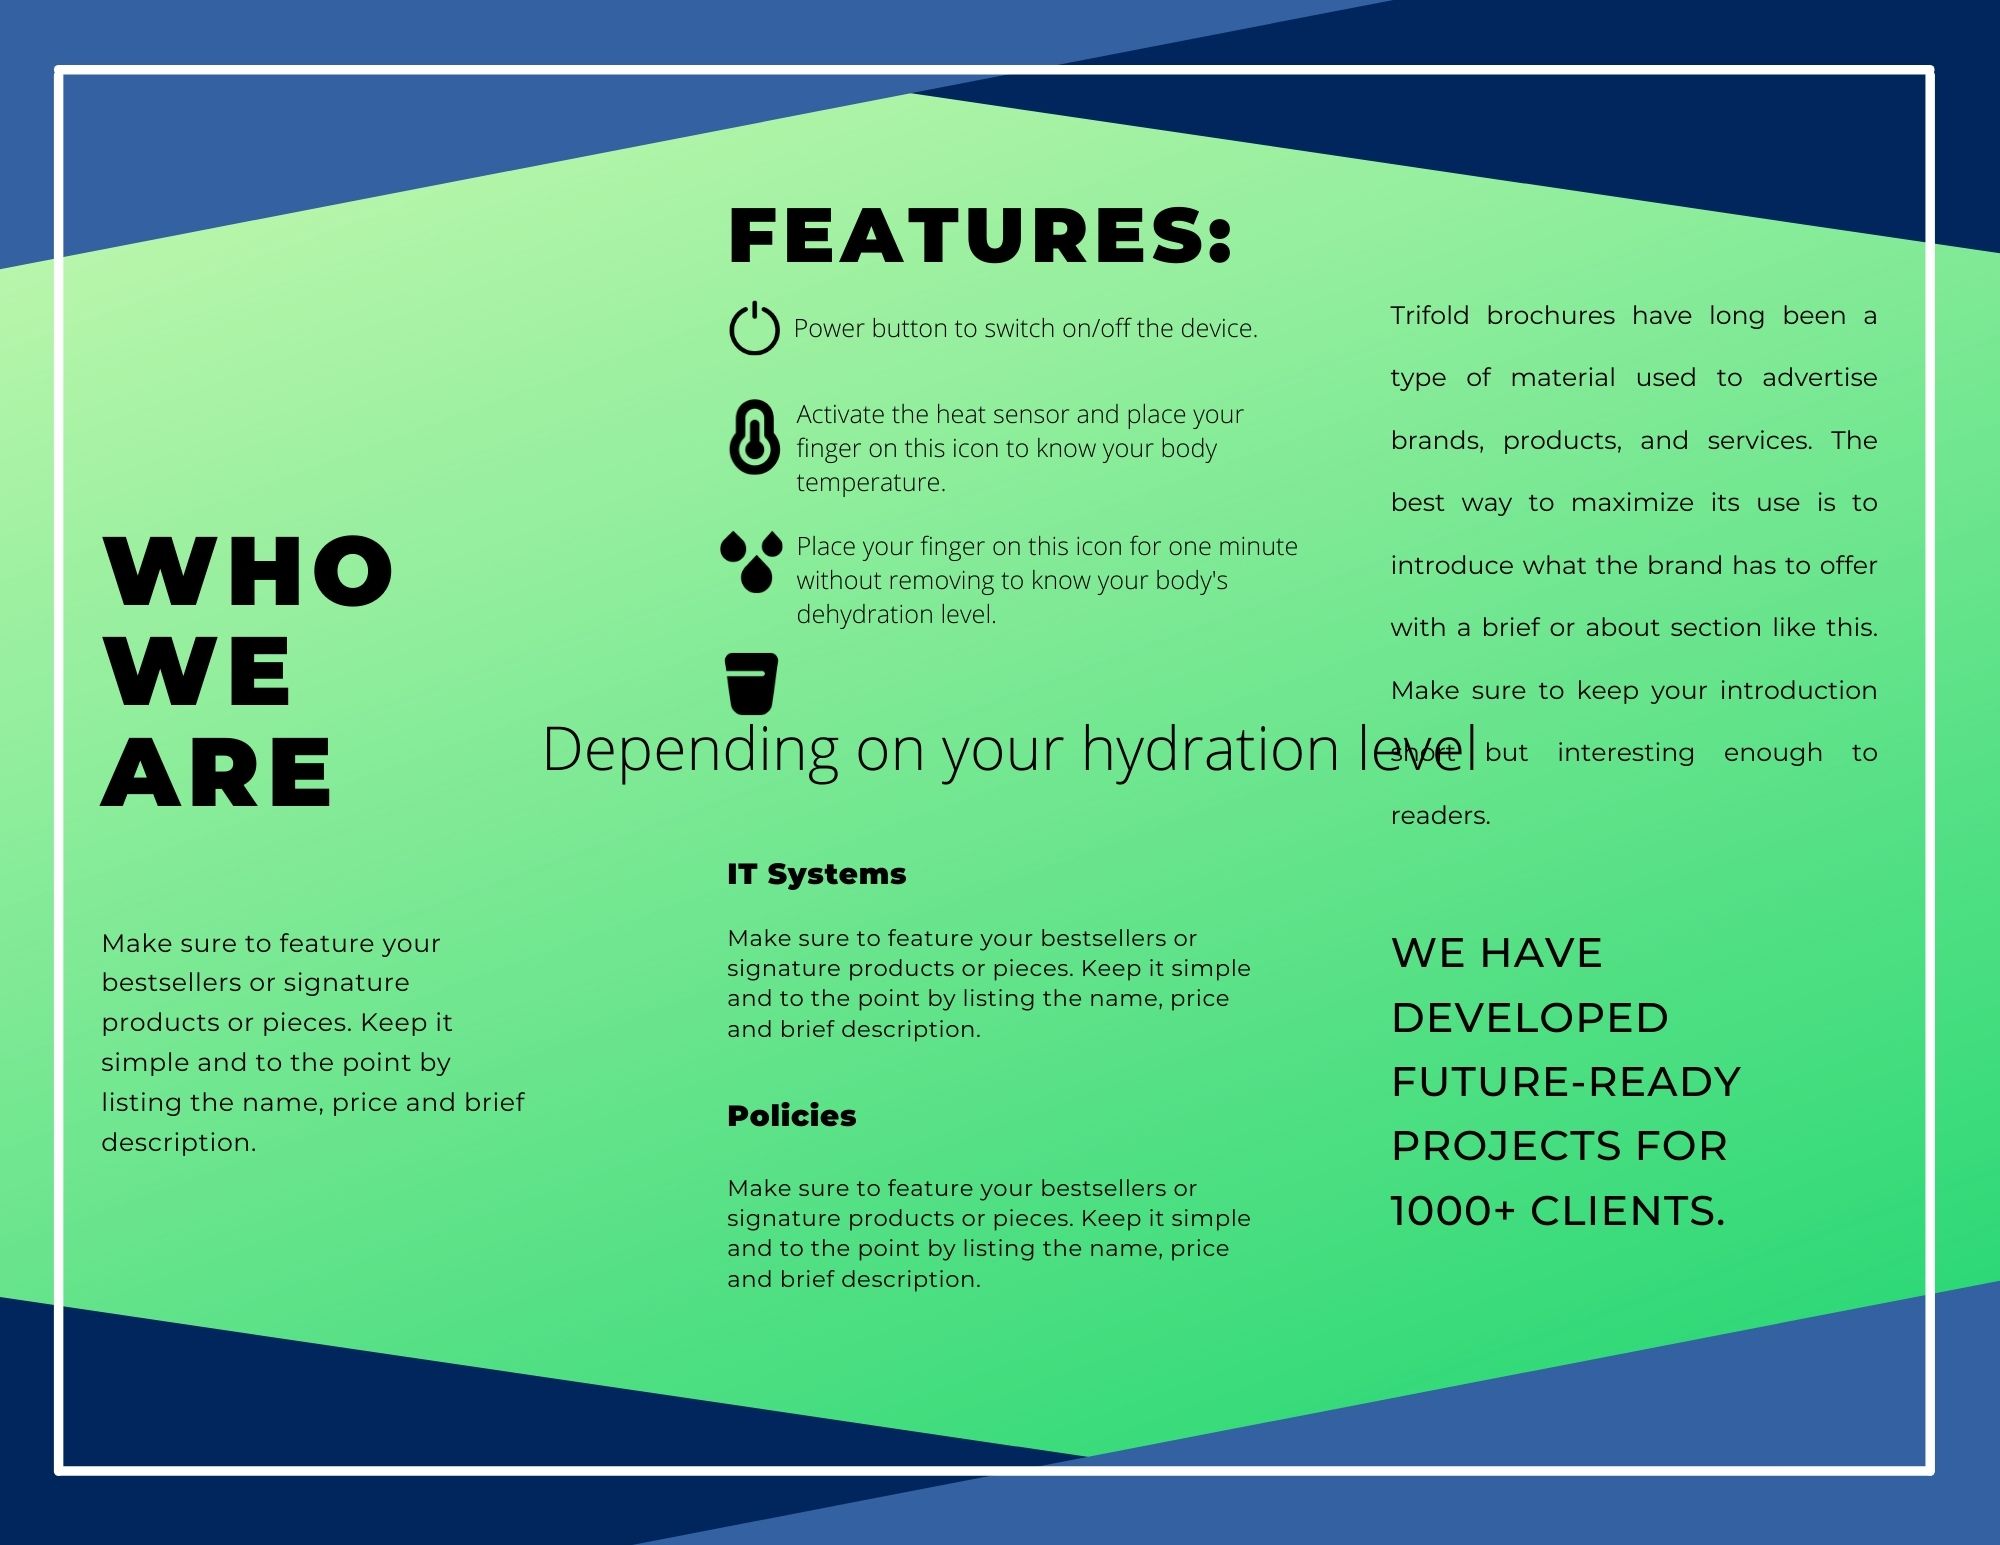 WHO
WE
ARE
Make sure to feature your
bestsellers or signature
products or pieces. Keep it
simple and to the point by
listing the name, price and brief
description.
FEATURES:
Power button to switch on/off the device.
Activate the heat sensor and place your
finger on this icon to know your body
temperature.
Place your finger on this icon for one minute
without removing to know your body's
dehydration level.
Depending on your hydration level
IT Systems
Make sure to feature your bestsellers or
signature products or pieces. Keep it simple
and to the point by listing the name, price
and brief description.
Policies
Make sure to feature your bestsellers or
signature products or pieces. Keep it simple
and to the point by listing the name, price
and brief description.
Trifold brochures have long been a
type of material used to advertise
brands, products, and services. The
best way to maximize its use is to
introduce what the brand has to offer
with a brief or about section like this.
Make sure to keep your introduction
short but interesting enough to
readers.
WE HAVE
DEVELOPED
FUTURE-READY
PROJECTS FOR
1000+ CLIENTS.